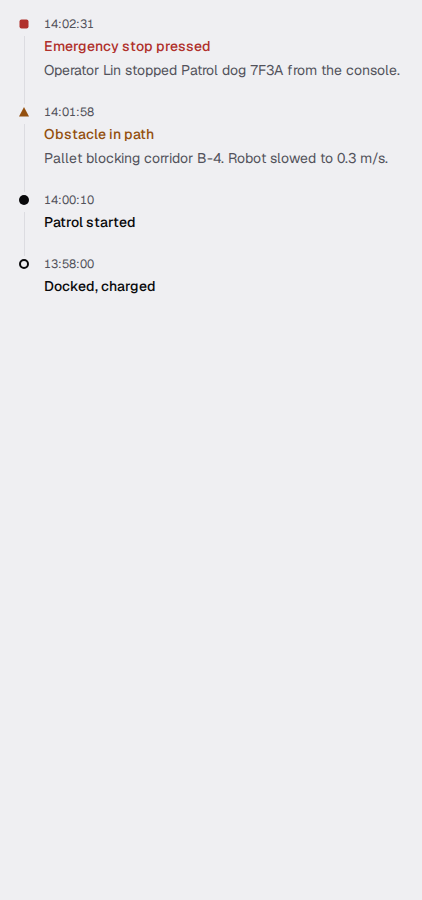 14:02:31
Emergency stop pressed
Operator Lin stopped Patrol dog 7F3A from the console.
14:01:58
Obstacle in path
Pallet blocking corridor B-4. Robot slowed to 0.3 m/s.
14:00:10
Patrol started
13:58:00
Docked, charged